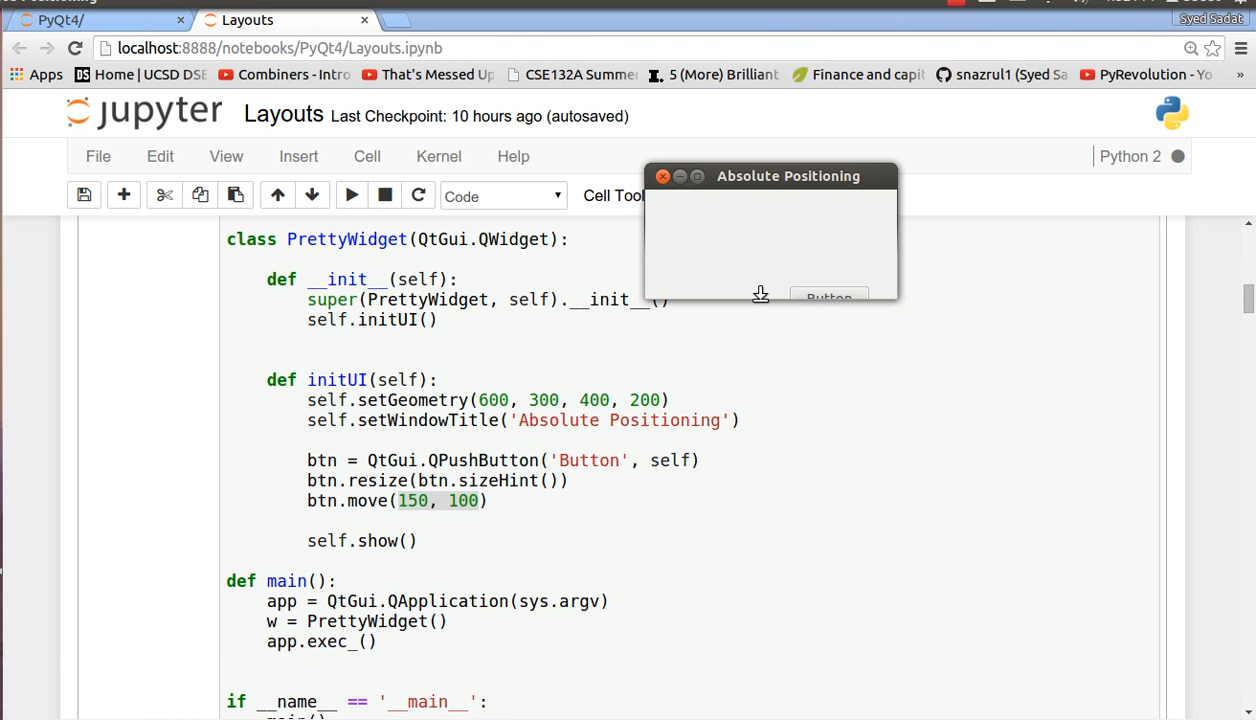 PyQt4/
Layouts
Syed Sadat
localhost:8888/notebooks/PyQt4/Layouts.ipynb
Apps
Home | UCSD DSE
Combiners - Intro
That's Messed Up
CSE132A Summer
5 (More) Brilliant
Finance and capit
snazrul1 (Syed Sa
PyRevolution - Yo
»
jupyter Layouts Last Checkpoint: 10 hours ago (autosaved)
File Edit View Insert Cell Kernel Help
Python 2
Code
Cell Tool
Absolute Positioning
Button
class PrettyWidget(QtGui.QWidget):
def __init__(self):
super(PrettyWidget, self).__init__()
self.initUI()
def initUI(self):
self.setGeometry(600, 300, 400, 200)
self.setWindowTitle('Absolute Positioning')
btn = QtGui.QPushButton('Button', self)
btn.resize(btn.sizeHint())
btn.move(150, 100)
self.show()
def main():
app = QtGui.QApplication(sys.argv)
w = PrettyWidget()
app.exec_()
if __name__ == '__main__':
main()